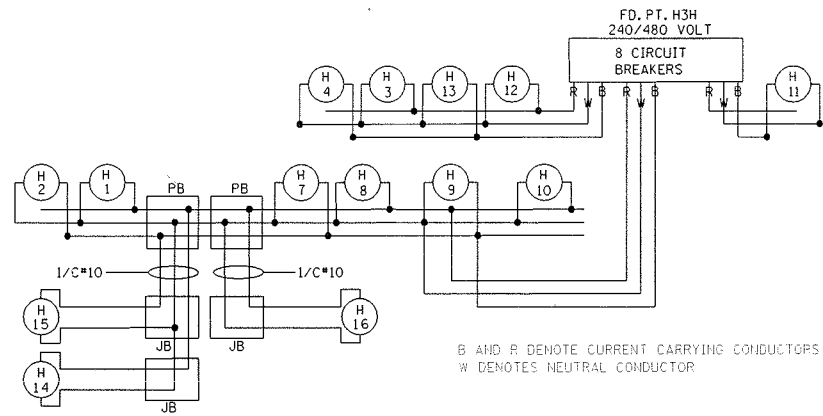 FD. PT. H3H
240/480 VOLT
8 CIRCUIT
BREAKERS
H
4
H
3
H
13
H
12
R
W
B
R
W
B
R
W
B
H
11
H
2
H
1
PB
PB
H
7
H
8
H
9
H
10
1/C#10
1/C#10
H
15
H
16
JB
JB
H
14
JB
B AND R DENOTE CURRENT CARRYING CONDUCTORS
W DENOTES NEUTRAL CONDUCTOR